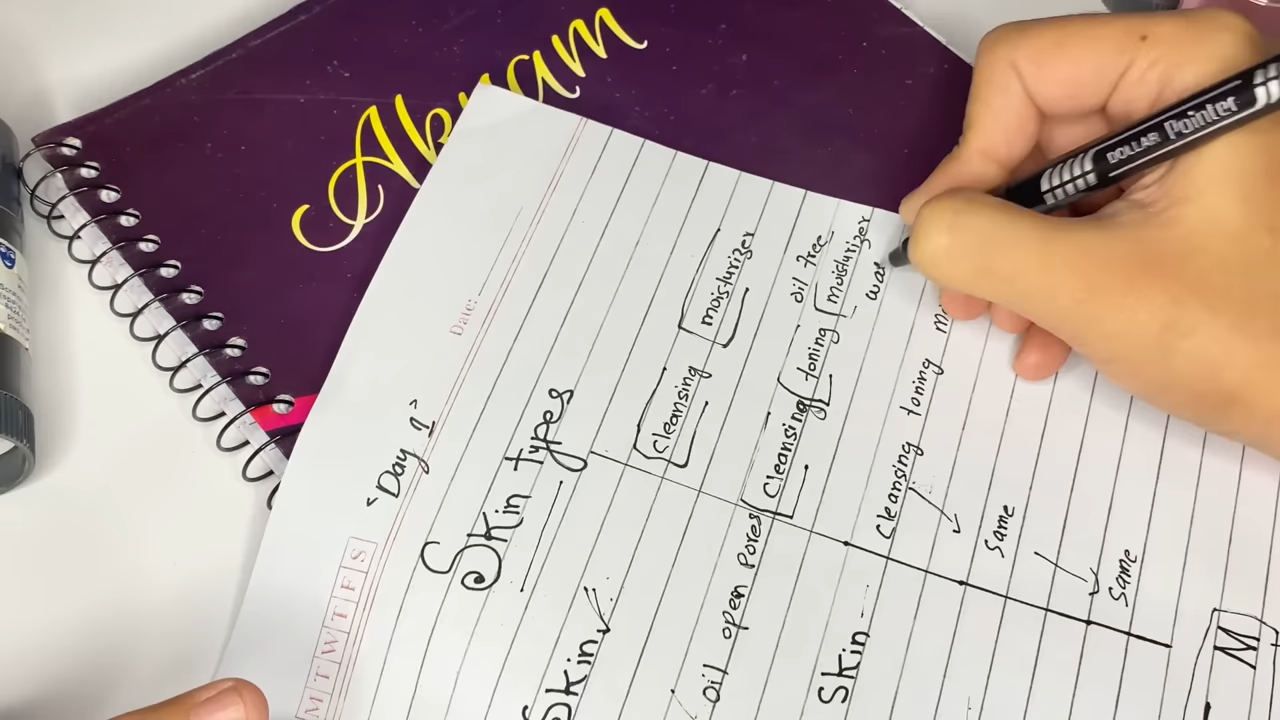 Date:
M T W T F S
"Day 1"
Skin types
Skin
Cleansing moisturizer
oil open Pores Cleansing toning oil free moisturizer
Skin Cleansing toning
Same
Same
M
DOLLAR Pointer